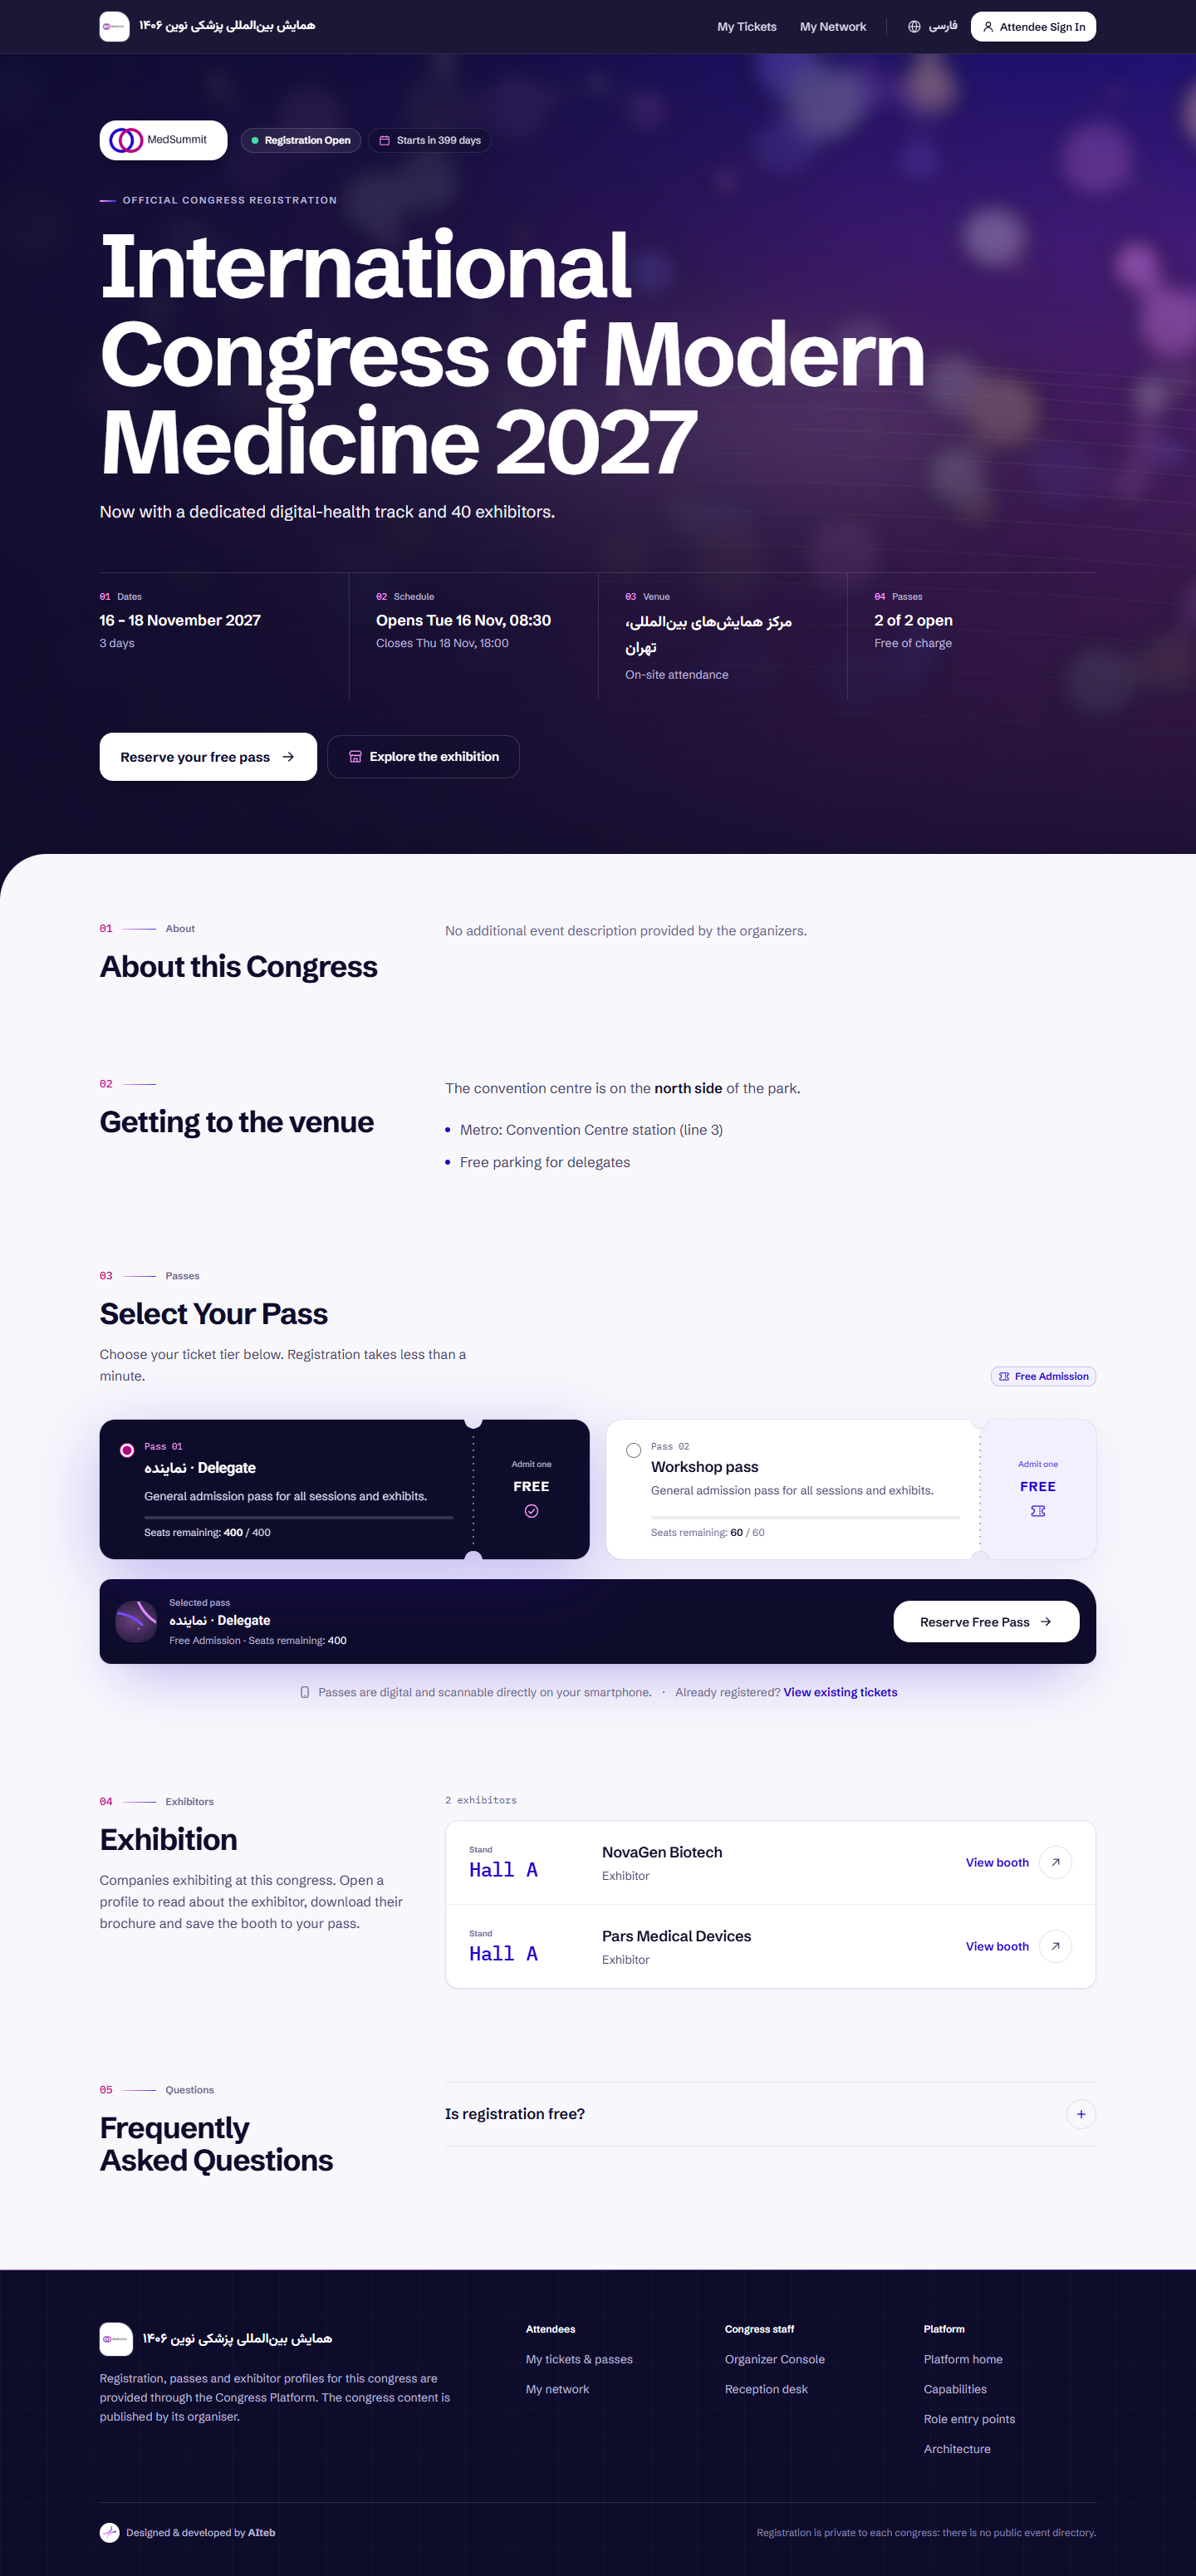 همایش بین‌المللی پزشکی نوین ۱۴۰۶
My Tickets
My Network
فارسی
Attendee Sign In
MedSummit
Registration Open
Starts in 399 days
OFFICIAL CONGRESS REGISTRATION
International
Congress of Modern
Medicine 2027
Now with a dedicated digital-health track and 40 exhibitors.
01 Dates
16 – 18 November 2027
3 days
02 Schedule
Opens Tue 16 Nov, 08:30
Closes Thu 18 Nov, 18:00
03 Venue
مرکز همایش‌های بین‌المللی،
تهران
On-site attendance
04 Passes
2 of 2 open
Free of charge
Reserve your free pass
Explore the exhibition
01 About
About this Congress
No additional event description provided by the organizers.
02
Getting to the venue
The convention centre is on the north side of the park.
Metro: Convention Centre station (line 3)
Free parking for delegates
03 Passes
Select Your Pass
Choose your ticket tier below. Registration takes less than a
minute.
Free Admission
Pass 01
نماینده · Delegate
General admission pass for all sessions and exhibits.
Seats remaining: 400 / 400
Admit one
FREE
Pass 02
Workshop pass
General admission pass for all sessions and exhibits.
Seats remaining: 60 / 60
Admit one
FREE
Selected pass
نماینده · Delegate
Free Admission · Seats remaining: 400
Reserve Free Pass
Passes are digital and scannable directly on your smartphone. · Already registered? View existing tickets
04 Exhibitors
Exhibition
Companies exhibiting at this congress. Open a
profile to read about the exhibitor, download their
brochure and save the booth to your pass.
2 exhibitors
Stand
Hall A
NovaGen Biotech
Exhibitor
View booth
Stand
Hall A
Pars Medical Devices
Exhibitor
View booth
05 Questions
Frequently
Asked Questions
Is registration free?
همایش بین‌المللی پزشکی نوین ۱۴۰۶
Registration, passes and exhibitor profiles for this congress are
provided through the Congress Platform. The congress content is
published by its organiser.
Attendees
My tickets & passes
My network
Congress staff
Organizer Console
Reception desk
Platform
Platform home
Capabilities
Role entry points
Architecture
Designed & developed by AIteb
Registration is private to each congress: there is no public event directory.